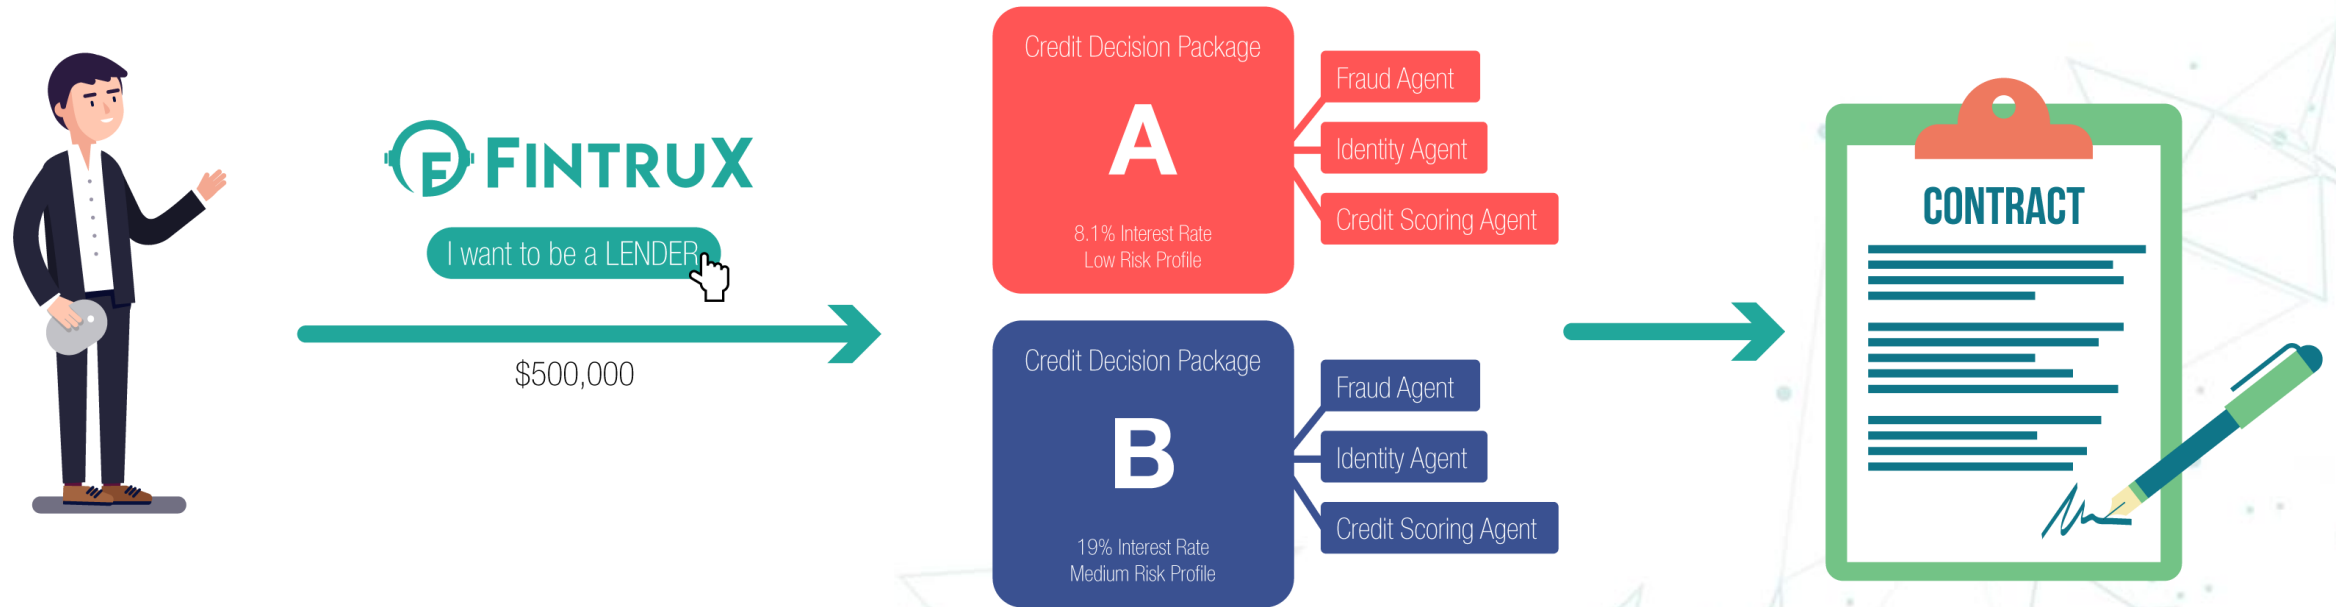 FINTRUX
I want to be a LENDER
$500,000
Credit Decision Package
A
8.1% Interest Rate
Low Risk Profile
Fraud Agent
Identity Agent
Credit Scoring Agent
Credit Decision Package
B
19% Interest Rate
Medium Risk Profile
Fraud Agent
Identity Agent
Credit Scoring Agent
CONTRACT